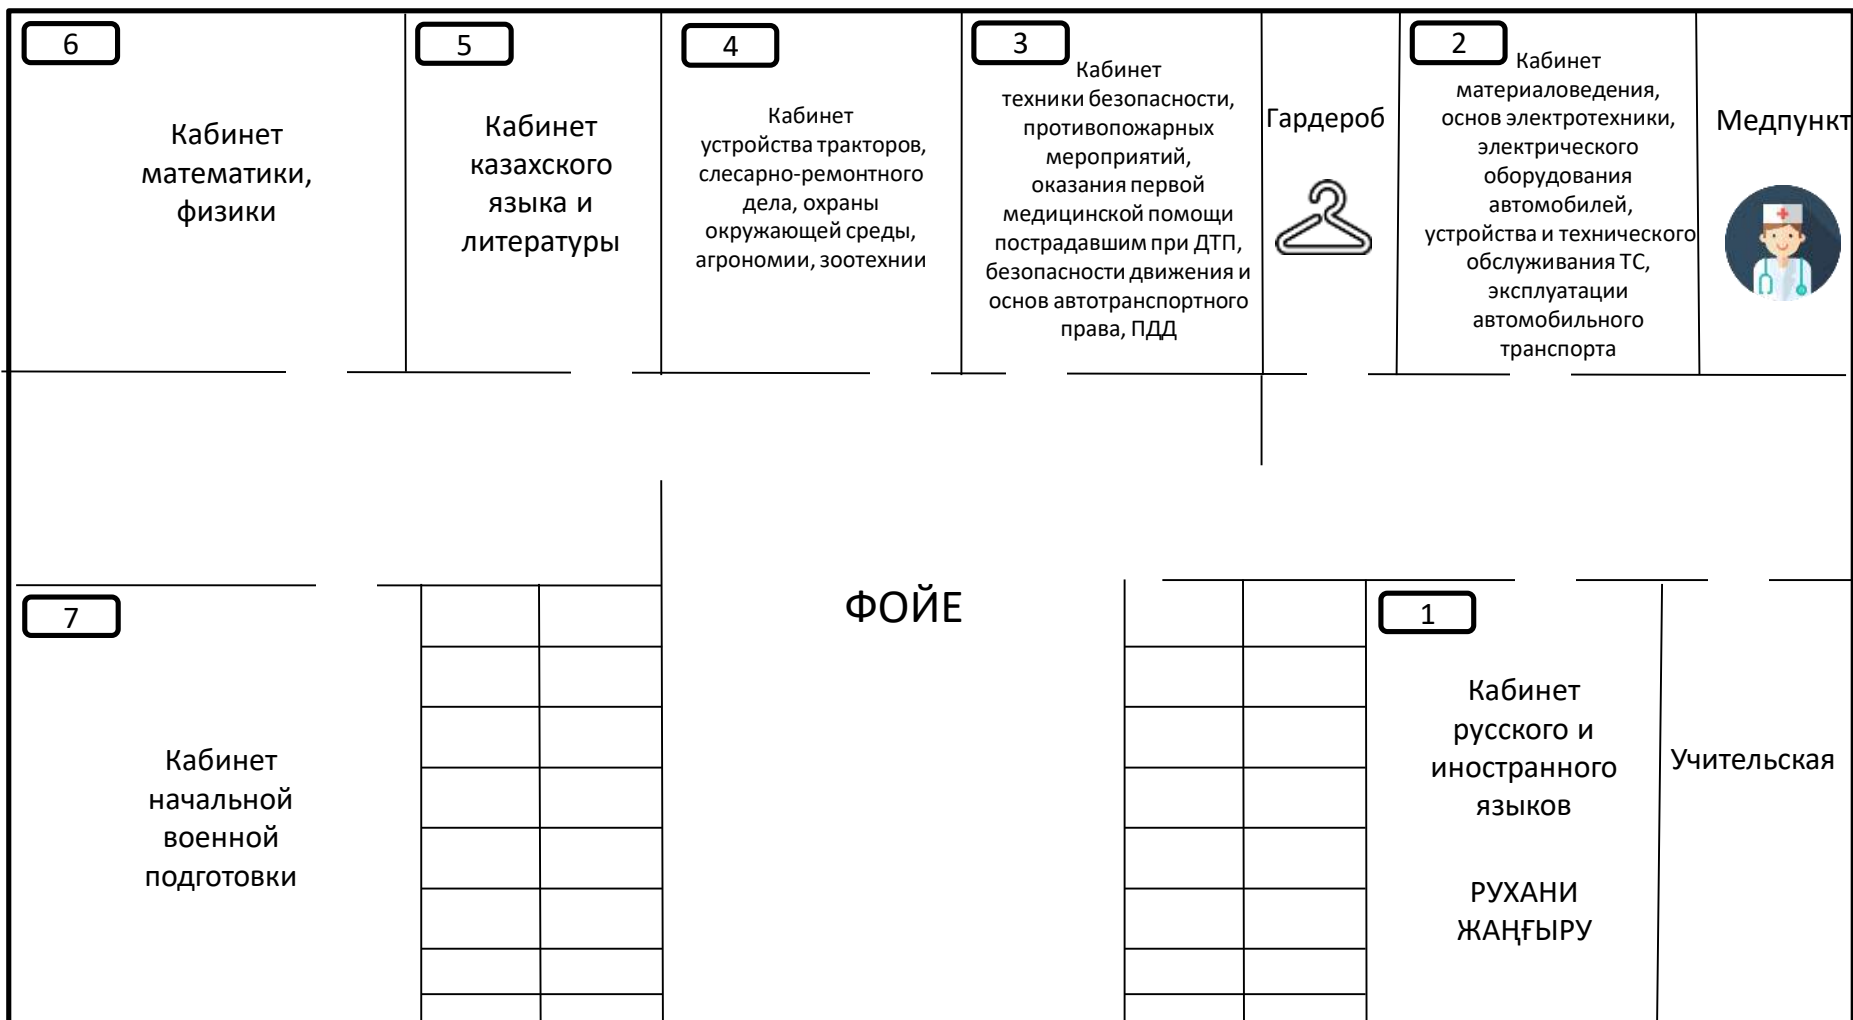 6
Кабинет
математики,
физики
5
Кабинет
казахского
языка и
литературы
4
Кабинет
устройства тракторов,
слесарно-ремонтного
дела, охраны
окружающей среды,
агрономии, зоотехнии
3
Кабинет
техники безопасности,
противопожарных
мероприятий,
оказания первой
медицинской помощи
пострадавшим при ДТП,
безопасности движения и
основ автотранспортного
права, ПДД
Гардероб
2
Кабинет
материаловедения,
основ электротехники,
электрического
оборудования
автомобилей,
устройства и технического
обслуживания ТС,
эксплуатации
автомобильного
транспорта
Медпункт
7
Кабинет
начальной
военной
подготовки
ФОЙЕ
1
Кабинет
русского и
иностранного
языков
РУХАНИ
ЖАҢҒЫРУ
Учительская